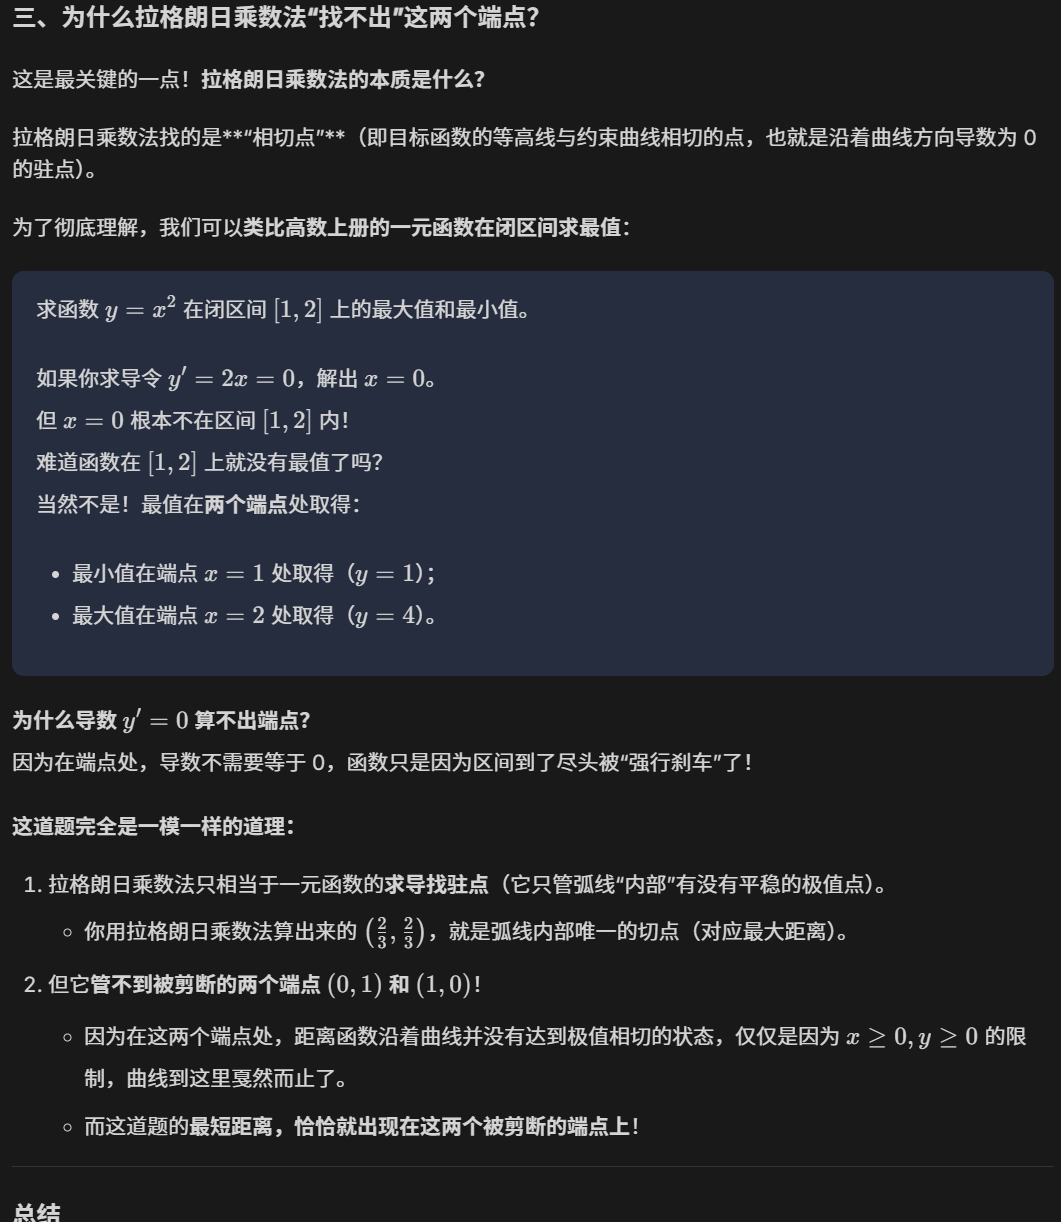 三、为什么拉格朗日乘数法“找不出”这两个端点？
这是最关键的一点！拉格朗日乘数法的本质是什么？
拉格朗日乘数法找的是**“相切点”**（即目标函数的等高线与约束曲线相切的点，也就是沿着曲线方向导数为 0
的驻点）。
为了彻底理解，我们可以类比高数上册的一元函数在闭区间求最值：
求函数 y = x² 在闭区间 [1, 2] 上的最大值和最小值。
如果你求导令 y′ = 2x = 0，解出 x = 0。
但 x = 0 根本不在区间 [1, 2] 内！
难道函数在 [1, 2] 上就没有最值了吗？
当然不是！最值在两个端点处取得：
• 最小值在端点 x = 1 处取得（y = 1）；
• 最大值在端点 x = 2 处取得（y = 4）。
为什么导数 y′ = 0 算不出端点？
因为在端点处，导数不需要等于 0，函数只是因为区间到了尽头被“强行刹车”了！
这道题完全是一模一样的道理：
1. 拉格朗日乘数法只相当于一元函数的求导找驻点（它只管弧线“内部”有没有平稳的极值点）。
◦ 你用拉格朗日乘数法算出来的 (2/3, 2/3)，就是弧线内部唯一的切点（对应最大距离）。
2. 但它管不到被剪断的两个端点 (0, 1) 和 (1, 0)！
◦ 因为在这两个端点处，距离函数沿着曲线并没有达到极值相切的状态，仅仅是因为 x ≥ 0, y ≥ 0 的限
制，曲线到这里戛然而止了。
◦ 而这道题的最短距离，恰恰就出现在这两个被剪断的端点上！
总结